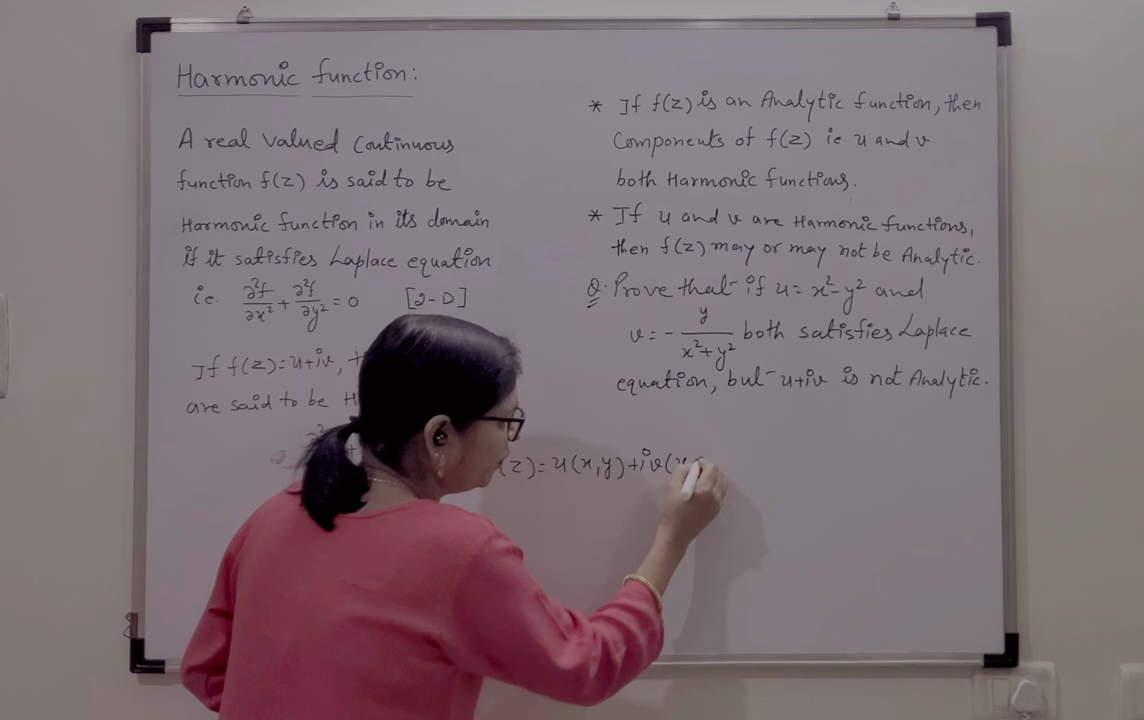 Harmonic function:
A real valued continuous
function f(z) is said to be
Harmonic function in its domain
if it satisfies Laplace equation
i.e. ∂²f/∂x² + ∂²f/∂y² = 0 [2-D]
If f(z)=u+iv,
are said to be
* If f(z) is an Analytic function, then
Components of f(z) i.e. u and v
both Harmonic functions.
* If u and v are Harmonic functions,
then f(z) may or may not be Analytic.
Q. Prove that if u = x²-y² and
v = - y/(x²+y²) both satisfies Laplace
equation, but u+iv is not Analytic.
(z)=u(x,y)+iv(x